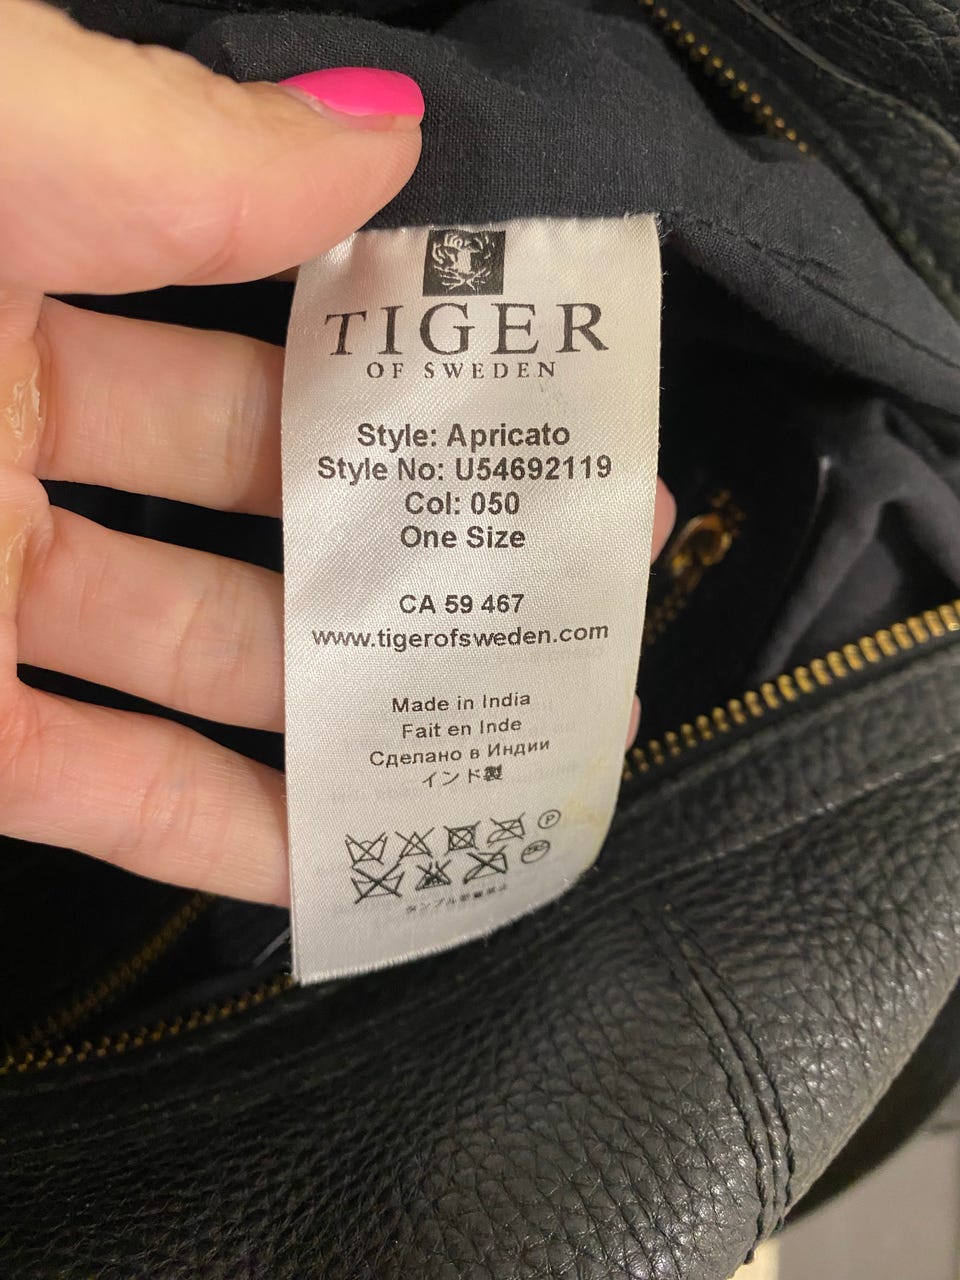 TIGER
OF SWEDEN
Style: Apricato
Style No: U54692119
Col: 050
One Size
CA 59 467
www.tigerofsweden.com
Made in India
Fait en Inde
Сделано в Индии
インド製
P